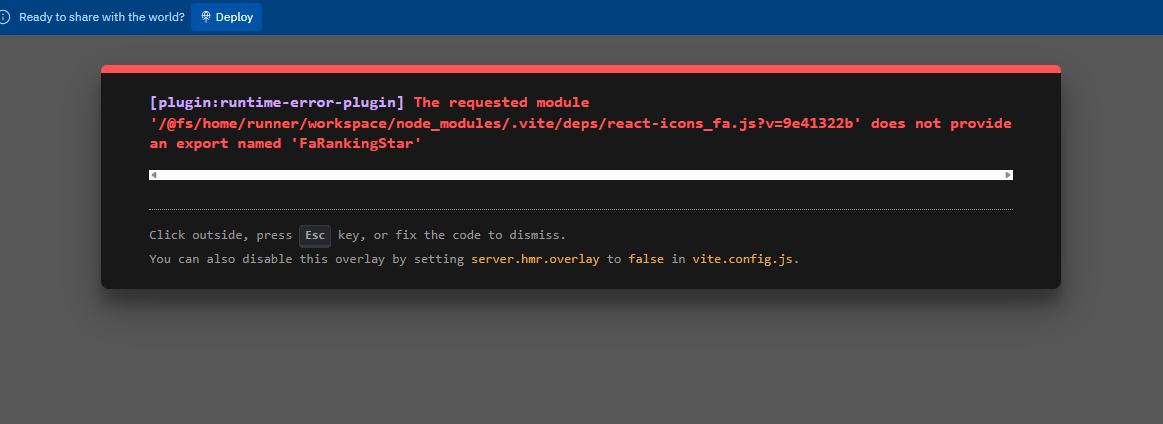 Ready to share with the world? Deploy
[plugin:runtime-error-plugin] The requested module
'/@fs/home/runner/workspace/node_modules/.vite/deps/react-icons_fa.js?v=9e41322b' does not provide
an export named 'FaRankingStar'
Click outside, press Esc key, or fix the code to dismiss.
You can also disable this overlay by setting server.hmr.overlay to false in vite.config.js.